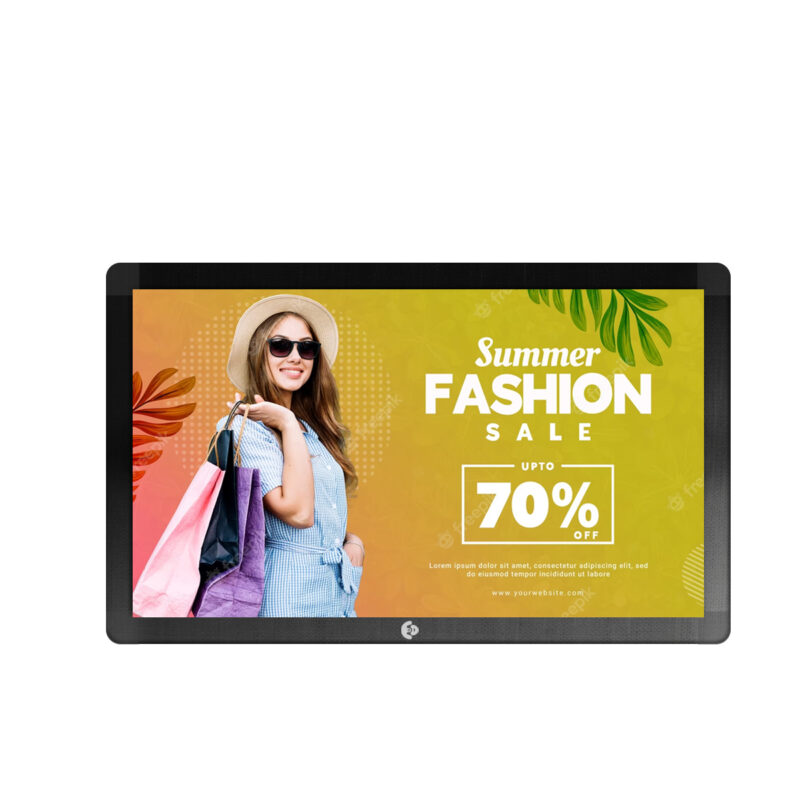 Summer
FASHION
SALE
UPTO
70%
OFF
Lorem ipsum dolor sit amet, consectetur adipiscing elit, sed
do eiusmod tempor incididunt ut labore
www.yourwebsite.com
freepik